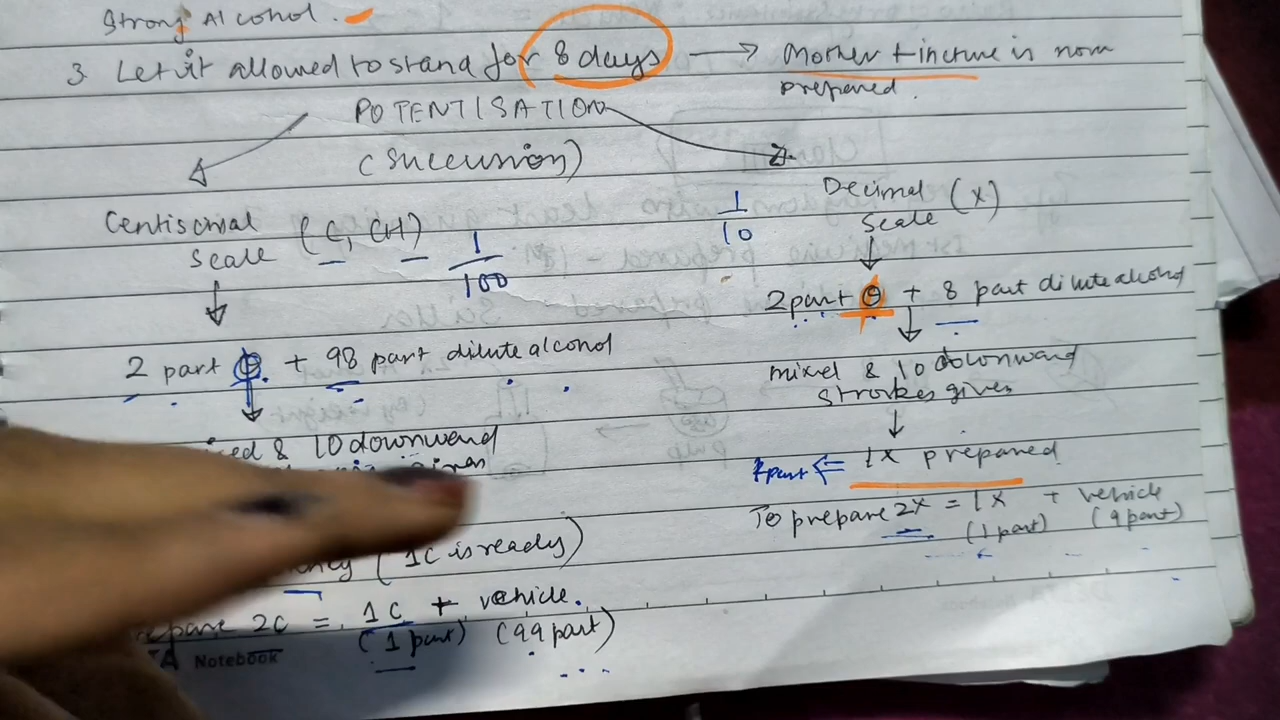 Strong Alcohol.
3 Let it allowed to stand for 8 days → Mother tincture is now
prepared.
POTENTISATION
(Succussion)
Centiscimal
Scale (C, CH) 1/100
2 part Ⓗ + 98 part dilute alcohol
ixed & 10 downward
(1C is ready)
repare 2C = 1C + vehicle.
(1 part) (99 part)
Notebook
1/10
Decimal
Scale (X)
2 part Ⓗ + 8 part dilute alcohol
mixed & 10 downward
strokes gives
1 part ⇐ 1X prepared
To prepare 2X = 1X + vehicle
(1 part) (9 part)